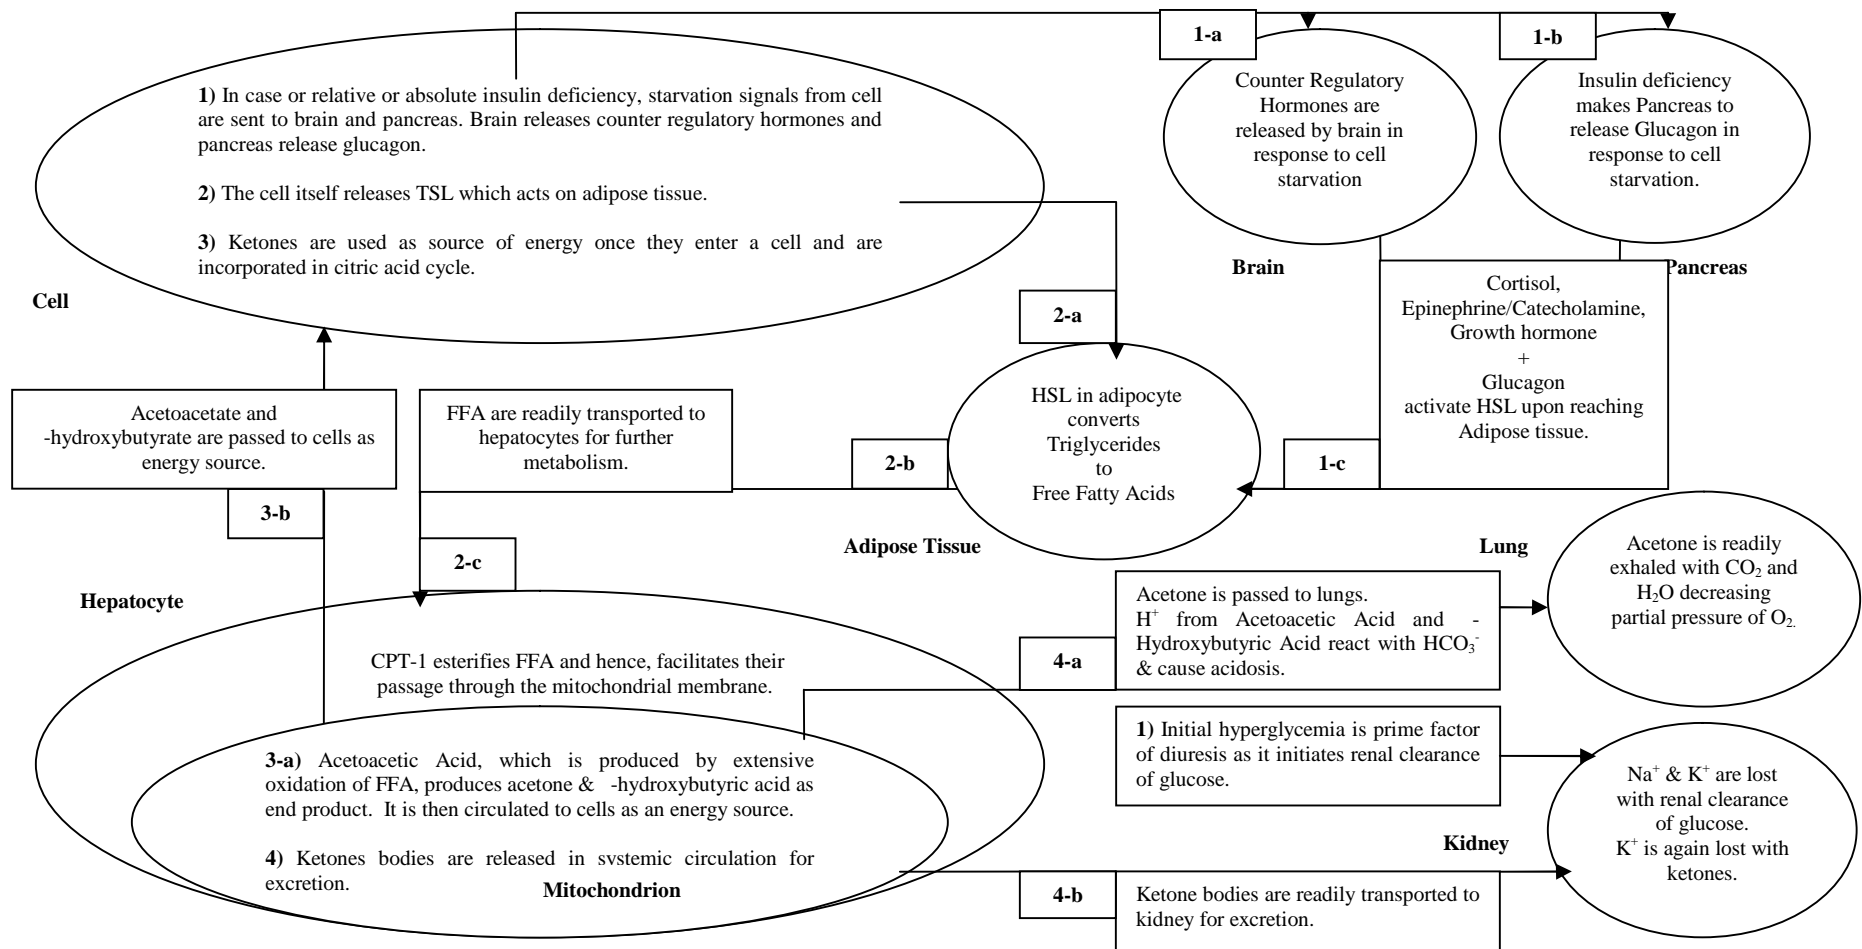 1-a
1-b
1) In case or relative or absolute insulin deficiency, starvation signals from cell
are sent to brain and pancreas. Brain releases counter regulatory hormones and
pancreas release glucagon.
2) The cell itself releases TSL which acts on adipose tissue.
3) Ketones are used as source of energy once they enter a cell and are
incorporated in citric acid cycle.
Cell
Counter Regulatory
Hormones are
released by brain in
response to cell
starvation
Brain
Insulin deficiency
makes Pancreas to
release Glucagon in
response to cell
starvation.
Pancreas
Cortisol,
Epinephrine/Catecholamine,
Growth hormone
+
Glucagon
activate HSL upon reaching
Adipose tissue.
2-a
Acetoacetate and
-hydroxybutyrate are passed to cells as
energy source.
FFA are readily transported to
hepatocytes for further
metabolism.
2-b
HSL in adipocyte
converts
Triglycerides
to
Free Fatty Acids
1-c
3-b
Adipose Tissue
2-c
Hepatocyte
Lung
Acetone is readily
exhaled with CO₂ and
H₂O decreasing
partial pressure of O₂.
Acetone is passed to lungs.
H⁺ from Acetoacetic Acid and -
Hydroxybutyric Acid react with HCO₃⁻
& cause acidosis.
4-a
CPT-1 esterifies FFA and hence, facilitates their
passage through the mitochondrial membrane.
3-a) Acetoacetic Acid, which is produced by extensive
oxidation of FFA, produces acetone & -hydroxybutyric acid as
end product. It is then circulated to cells as an energy source.
4) Ketones bodies are released in systemic circulation for
excretion.
Mitochondrion
1) Initial hyperglycemia is prime factor
of diuresis as it initiates renal clearance
of glucose.
Kidney
Na⁺ & K⁺ are lost
with renal clearance
of glucose.
K⁺ is again lost with
ketones.
4-b
Ketone bodies are readily transported to
kidney for excretion.